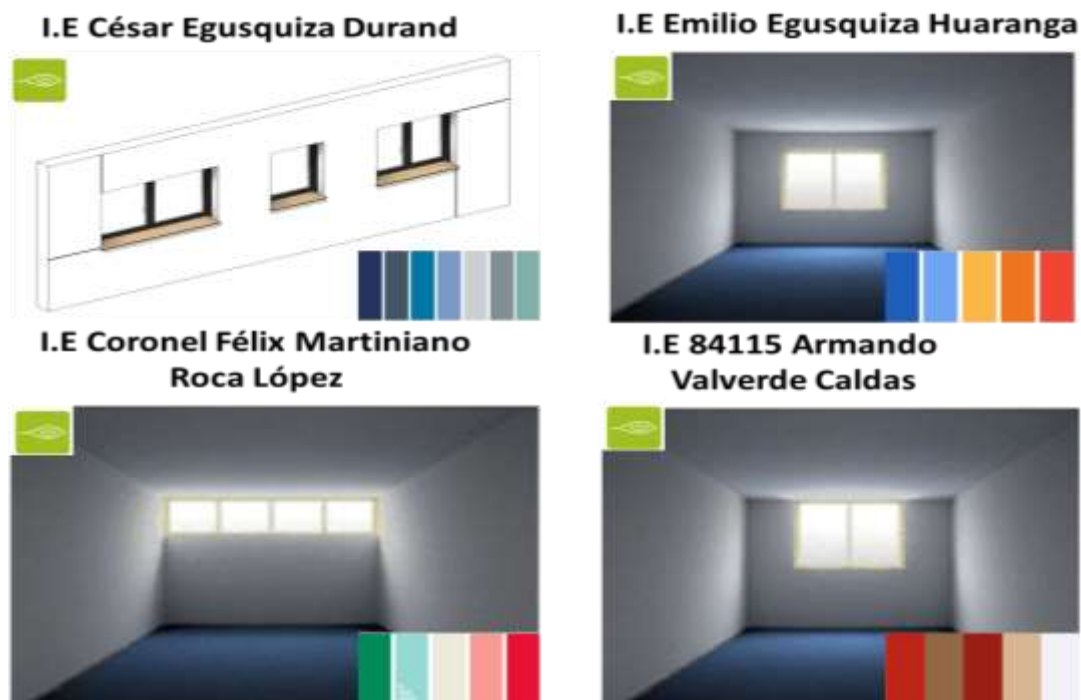 I.E César Egusquiza Durand
I.E Emilio Egusquiza Huaranga
I.E Coronel Félix Martiniano
Roca López
I.E 84115 Armando
Valverde Caldas